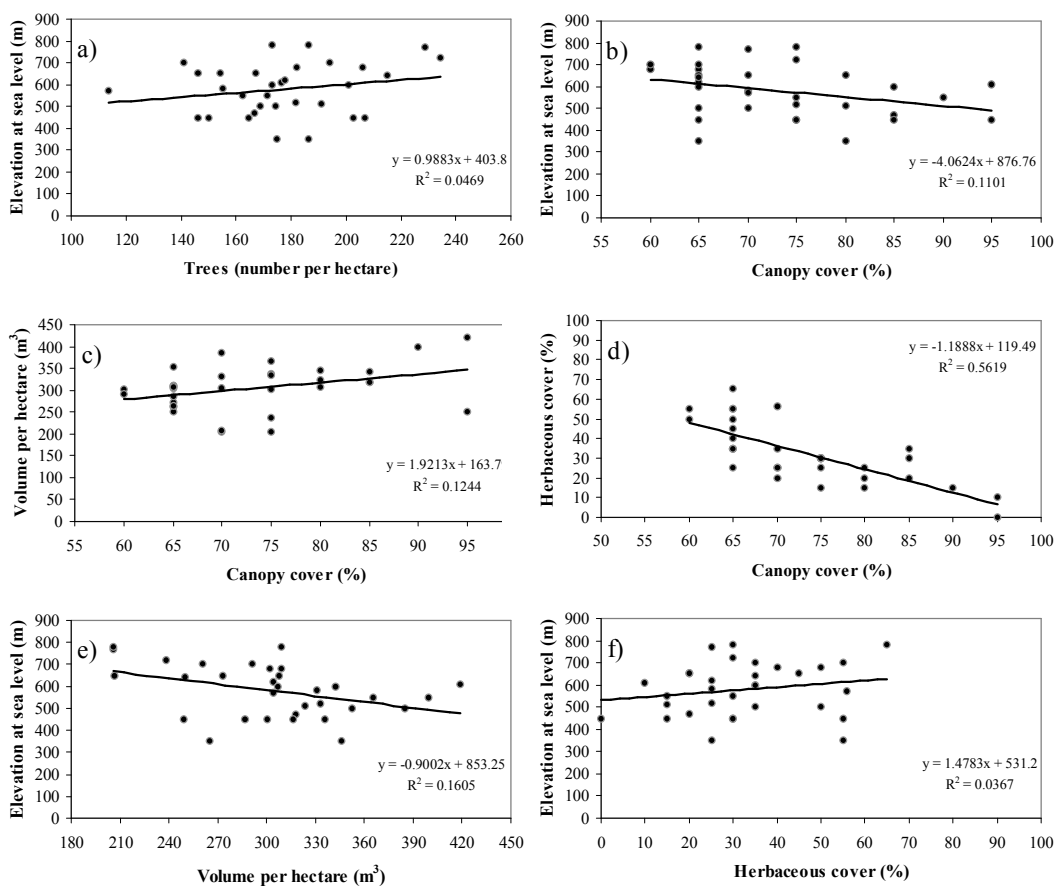 a)
Elevation at sea level (m)
900
800
700
600
500
400
300
200
100
0
y = 0.9883x + 403.8
R² = 0.0469
100 120 140 160 180 200 220 240 260
Trees (number per hectare)
b)
Elevation at sea level (m)
900
800
700
600
500
400
300
200
100
0
y = -4.0624x + 876.76
R² = 0.1101
55 60 65 70 75 80 85 90 95 100
Canopy cover (%)
c)
Volume per hectare (m³)
450
400
350
300
250
200
150
100
50
0
y = 1.9213x + 163.7
R² = 0.1244
55 60 65 70 75 80 85 90 95
Canopy cover (%)
d)
Herbaceous cover (%)
100
90
80
70
60
50
40
30
20
10
0
y = -1.1888x + 119.49
R² = 0.5619
50 55 60 65 70 75 80 85 90 95 100
Canopy cover (%)
e)
Elevation at sea level (m)
900
800
700
600
500
400
300
200
100
0
y = -0.9002x + 853.25
R² = 0.1605
180 210 240 270 300 330 360 390 420 450
Volume per hectare (m³)
f)
Elevation at sea level (m)
900
800
700
600
500
400
300
200
100
0
y = 1.4783x + 531.2
R² = 0.0367
0 10 20 30 40 50 60 70 80 90 100
Herbaceous cover (%)